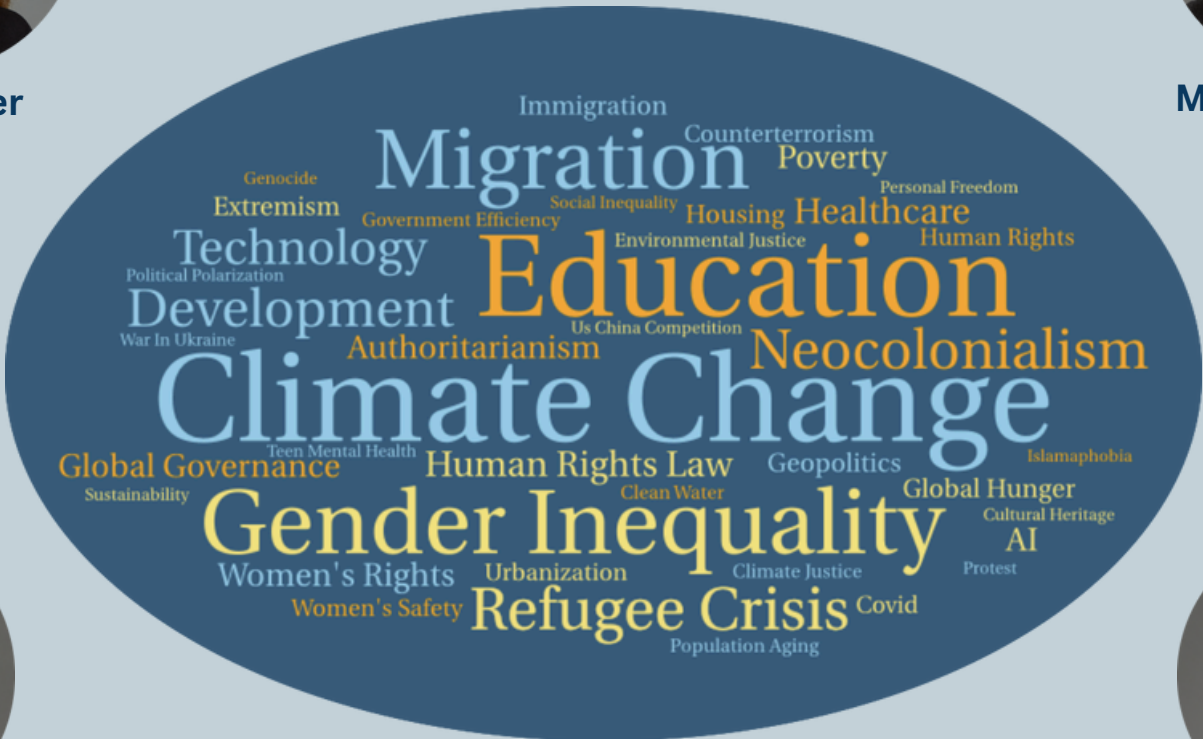 er
M
Immigration
Migration
Counterterrorism
Poverty
Genocide
Personal Freedom
Extremism
Social Inequality
Government Efficiency
Housing
Healthcare
Technology
Environmental Justice
Human Rights
Education
Political Polarization
Development
Us China Competition
War In Ukraine
Authoritarianism
Neocolonialism
Climate Change
Teen Mental Health
Global Governance
Human Rights Law
Geopolitics
Islamaphobia
Sustainability
Clean Water
Global Hunger
Gender Inequality
Cultural Heritage
AI
Women's Rights
Urbanization
Climate Justice
Protest
Women's Safety
Refugee Crisis
Covid
Population Aging